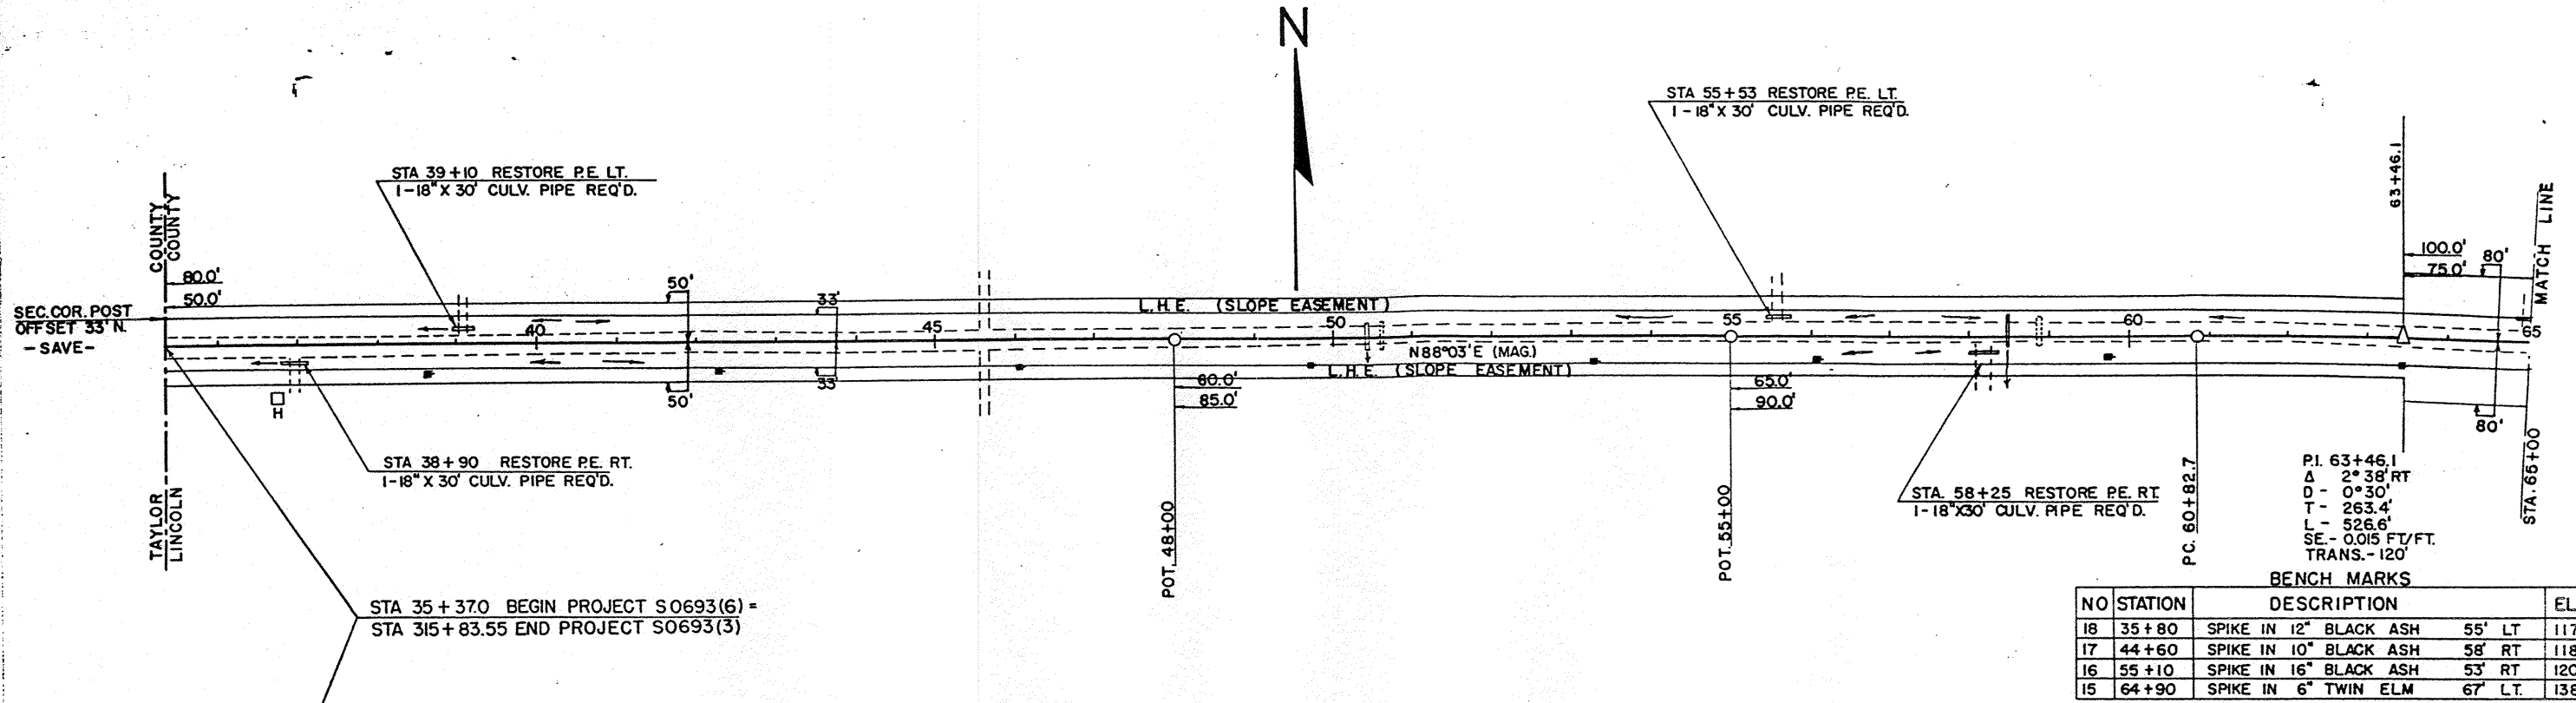 N
STA 55+53 RESTORE P.E. LT.
1-18" X 30' CULV. PIPE REQ'D.
STA 39+10 RESTORE P.E. LT.
1-18" X 30' CULV. PIPE REQ'D.
COUNTY
COUNTY
63+46.1
MATCH LINE
80.0'
50.0'
50'
33'
L.H.E. (SLOPE EASEMENT)
100.0'
75.0'
80'
SEC. COR. POST
OFFSET 33' N.
-SAVE-
40
45
50
55
60
65
N88°03'E (MAG.)
L.H.E. (SLOPE EASEMENT)
H
50'
33'
60.0'
85.0'
65.0'
90.0'
80'
STA 38+90 RESTORE P.E. RT.
1-18" X 30' CULV. PIPE REQ'D.
STA. 58+25 RESTORE P.E. RT
1-18"X30' CULV. PIPE REQ'D.
TAYLOR
LINCOLN
POT. 48+00
POT. 55+00
PC. 60+82.7
STA. 65+00
P.I. 63+46.1
Δ 2°38' RT
D - 0°30'
T - 263.4'
L - 526.6'
SE.- 0.015 FT/FT.
TRANS.- 120'
STA 35+37.0 BEGIN PROJECT S0693(6) =
STA 315+83.55 END PROJECT S0693(3)
BENCH MARKS
NO STATION DESCRIPTION EL
18 35+80 SPIKE IN 12" BLACK ASH 55' LT 117
17 44+60 SPIKE IN 10" BLACK ASH 58' RT 118
16 55+10 SPIKE IN 16" BLACK ASH 53' RT 120
15 64+90 SPIKE IN 6" TWIN ELM 67' LT. 138